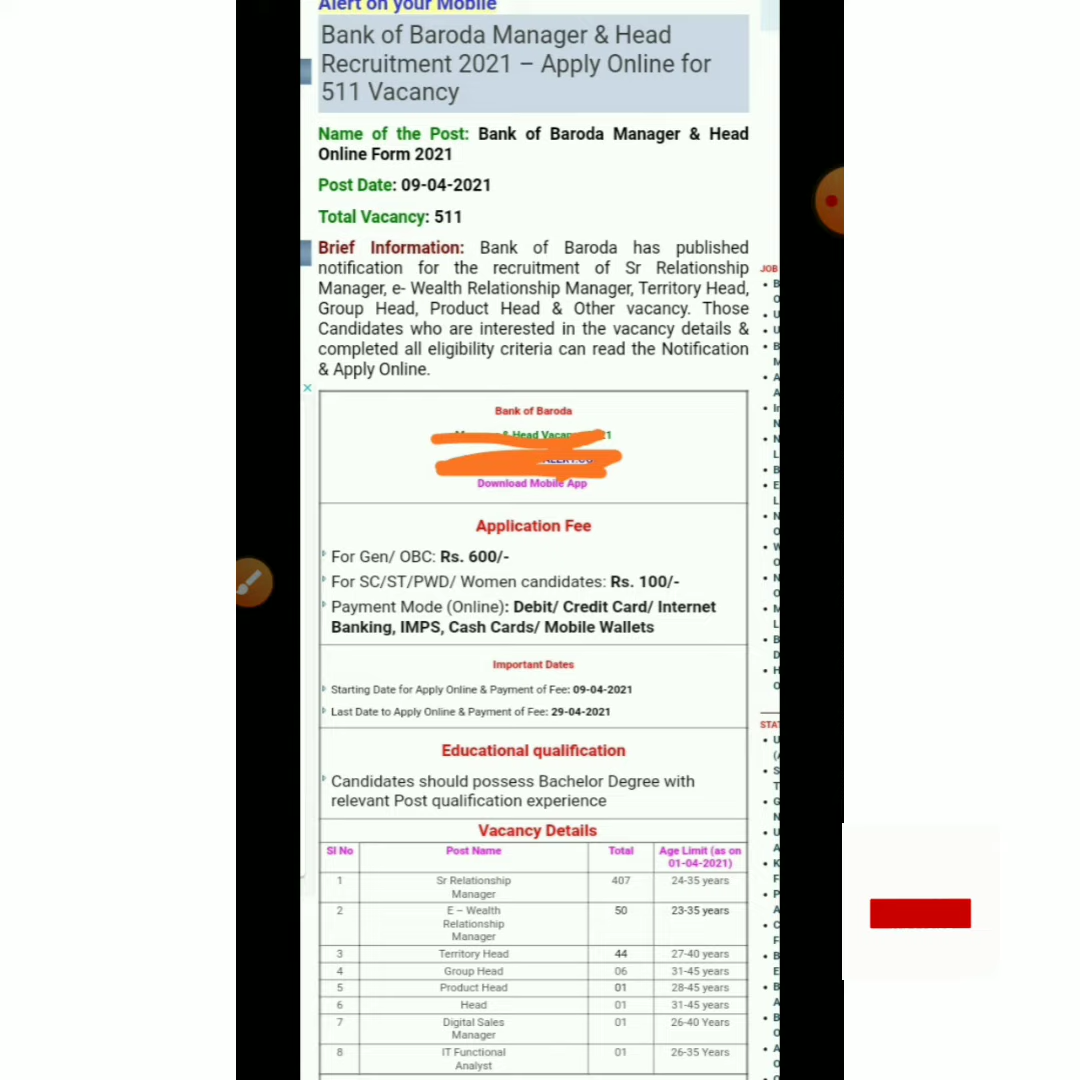 Alert on your Mobile
Bank of Baroda Manager & Head
Recruitment 2021 – Apply Online for
511 Vacancy
Name of the Post: Bank of Baroda Manager & Head
Online Form 2021
Post Date: 09-04-2021
Total Vacancy: 511
Brief Information: Bank of Baroda has published
notification for the recruitment of Sr Relationship
Manager, e- Wealth Relationship Manager, Territory Head,
Group Head, Product Head & Other vacancy. Those
Candidates who are interested in the vacancy details &
completed all eligibility criteria can read the Notification
& Apply Online.
Bank of Baroda
& Head
Download Mobile App
Application Fee
For Gen/ OBC: Rs. 600/-
For SC/ST/PWD/ Women candidates: Rs. 100/-
Payment Mode (Online): Debit/ Credit Card/ Internet
Banking, IMPS, Cash Cards/ Mobile Wallets
Important Dates
Starting Date for Apply Online & Payment of Fee: 09-04-2021
Last Date to Apply Online & Payment of Fee: 29-04-2021
Educational qualification
Candidates should possess Bachelor Degree with
relevant Post qualification experience
Vacancy Details
SI No Post Name Total Age Limit (as on
01-04-2021)
1 Sr Relationship 407 24-35 years
Manager
2 E – Wealth 50 23-35 years
Relationship
Manager
3 Territory Head 44 27-40 years
4 Group Head 06 31-45 years
5 Product Head 01 28-45 years
6 Head 01 31-45 years
7 Digital Sales 01 26-40 Years
Manager
8 IT Functional 01 26-35 Years
Analyst
JOB